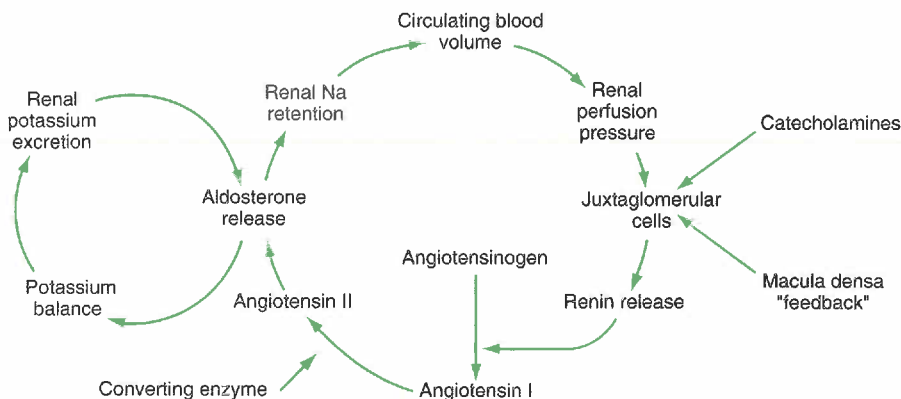 Circulating blood
volume
Renal Na
retention
Renal
potassium
excretion
Renal
perfusion
pressure
Catecholamines
Aldosterone
release
Juxtaglomerular
cells
Angiotensinogen
Potassium
balance
Angiotensin II
Renin release
Macula densa
"feedback"
Converting enzyme
Angiotensin I